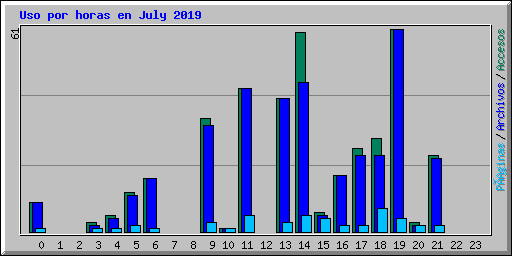 Uso por horas en July 2019
61
0 1 2 3 4 5 6 7 8 9 10 11 12 13 14 15 16 17 18 19 20 21 22 23
Páginas / Archivos / Accesos